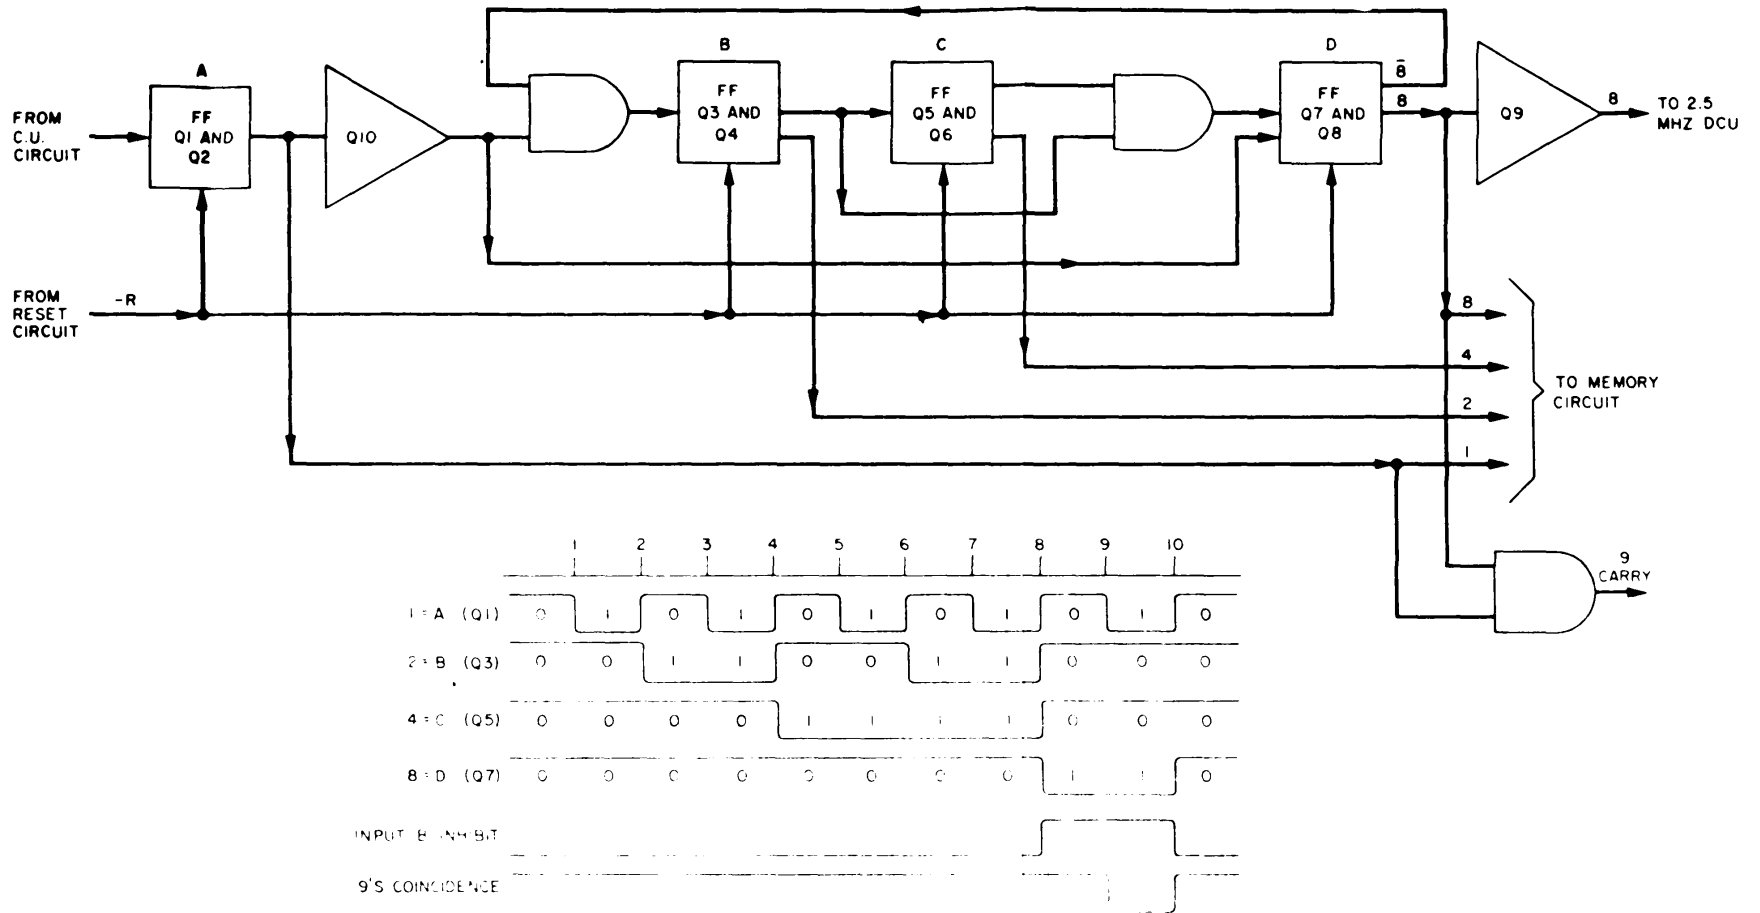 A
B
C
D
FROM
C.U.
CIRCUIT
FF
Q1 AND
Q2
Q10
FF
Q3 AND
Q4
FF
Q5 AND
Q6
FF
Q7 AND
Q8
8̅
8
Q9
8
TO 2.5
MHZ DCU
FROM
RESET
CIRCUIT
-R
8
4
2
1
TO MEMORY
CIRCUIT
9
CARRY
1 2 3 4 5 6 7 8 9 10
1 = A (Q1) 0 1 0 1 0 1 0 1 0 1 0
2 = B (Q3) 0 0 1 1 0 0 1 1 0 0 0
4 = C (Q5) 0 0 0 0 1 1 1 1 0 0 0
8 = D (Q7) 0 0 0 0 0 0 0 0 1 1 0
INPUT B INHIBIT
9'S COINCIDENCE